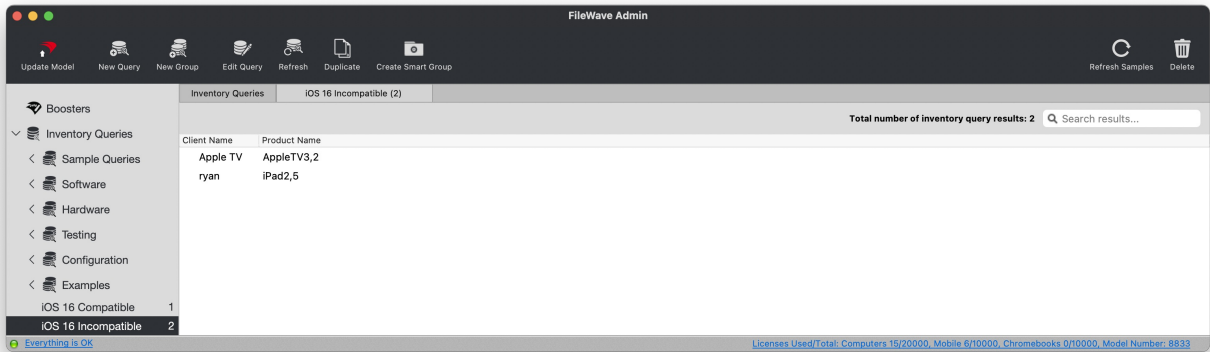 FileWave Admin
Update Model
New Query
New Group
Edit Query
Refresh
Duplicate
Create Smart Group
Refresh Samples
Delete
Boosters
Inventory Queries
Sample Queries
Software
Hardware
Testing
Configuration
Examples
iOS 16 Compatible 1
iOS 16 Incompatible 2
Inventory Queries
iOS 16 Incompatible (2)
Total number of inventory query results: 2
Search results...
Client Name Product Name
Apple TV AppleTV3,2
ryan iPad2,5
Everything is OK
Licenses Used/Total: Computers 15/20000, Mobile 6/10000, Chromebooks 0/10000, Model Number: 8833